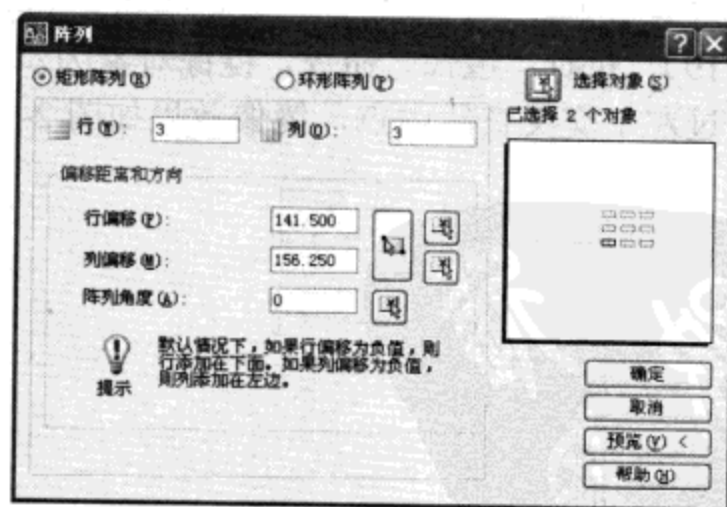 阵列
矩形阵列(R)
环形阵列(P)
选择对象(S)
已选择 2 个对象
行(W): 3
列(O): 3
偏移距离和方向
行偏移(F): 141.500
列偏移(M): 156.250
阵列角度(A): 0
提示
默认情况下，如果行偏移为负值，则
行添加在下面。如果列偏移为负值，
则列添加在左边。
确定
取消
预览(V) <
帮助(H)